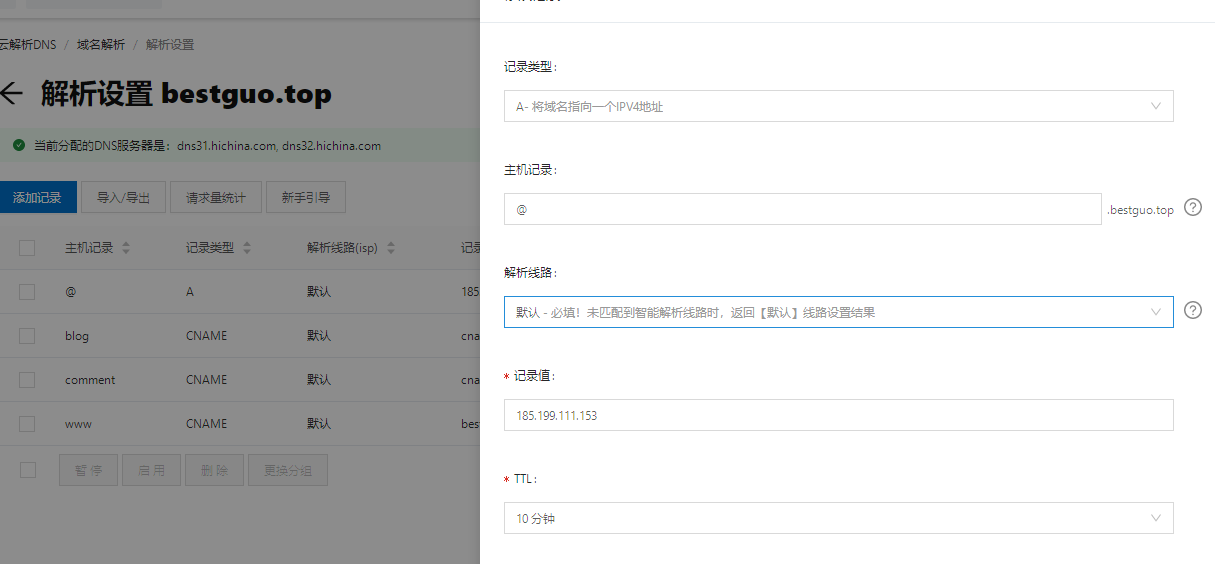 云解析DNS / 域名解析 / 解析设置
解析设置 bestguo.top
当前分配的DNS服务器是：dns31.hichina.com, dns32.hichina.com
添加记录 导入/导出 请求量统计 新手引导
主机记录 记录类型 解析线路(isp) 记录
@ A 默认 185
blog CNAME 默认 cna
comment CNAME 默认 cna
www CNAME 默认 bes
暂 停 启 用 删 除 更换分组
记录类型：
A- 将域名指向一个IPV4地址
主机记录：
@ .bestguo.top
解析线路：
默认 - 必填！未匹配到智能解析线路时，返回【默认】线路设置结果
* 记录值：
185.199.111.153
* TTL：
10 分钟